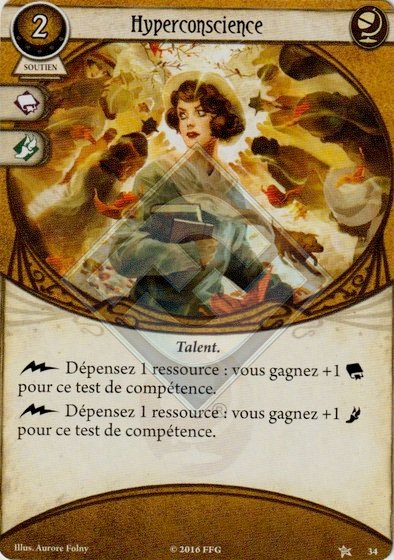 2
Hyperconscience
SOUTIEN
Talent.
Dépensez 1 ressource : vous gagnez +1
pour ce test de compétence.
Dépensez 1 ressource : vous gagnez +1
pour ce test de compétence.
Illus. Aurore Folny
© 2016 FFG
34